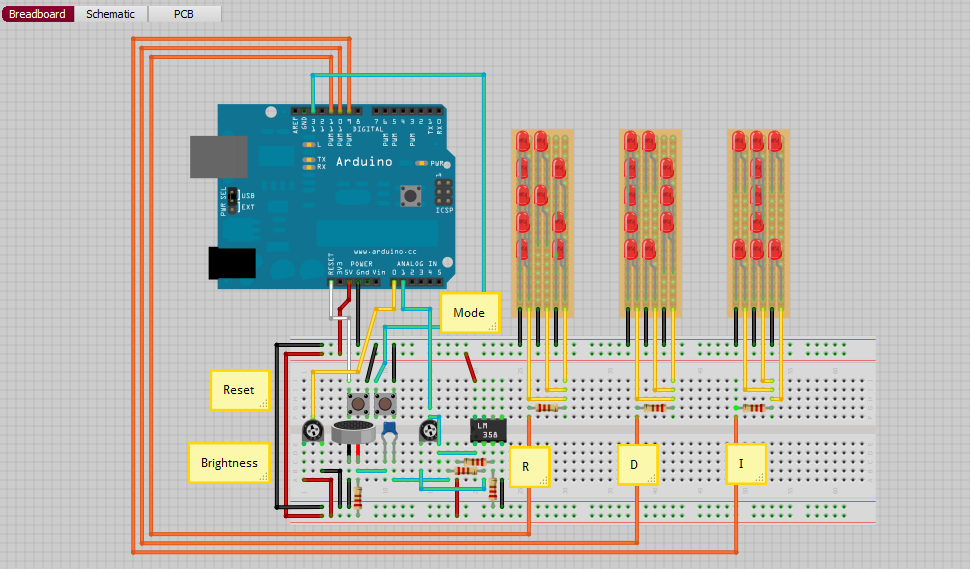 Breadboard Schematic PCB
AREF
GND
13
12
11
10
9
8
7
6
5
4
3
2
1
0
PWM
PWM
PWM
PWM
PWM
PWM
TX
RX
DIGITAL
L
TX
RX
Arduino
PWR
1
ICSP
PWR SEL
USB
EXT
www.arduino.cc
RESET
3V3
POWER
5V Gnd Vin
ANALOG IN
0 1 2 3 4 5
Mode
Reset
LM
358
Brightness
R
D
I